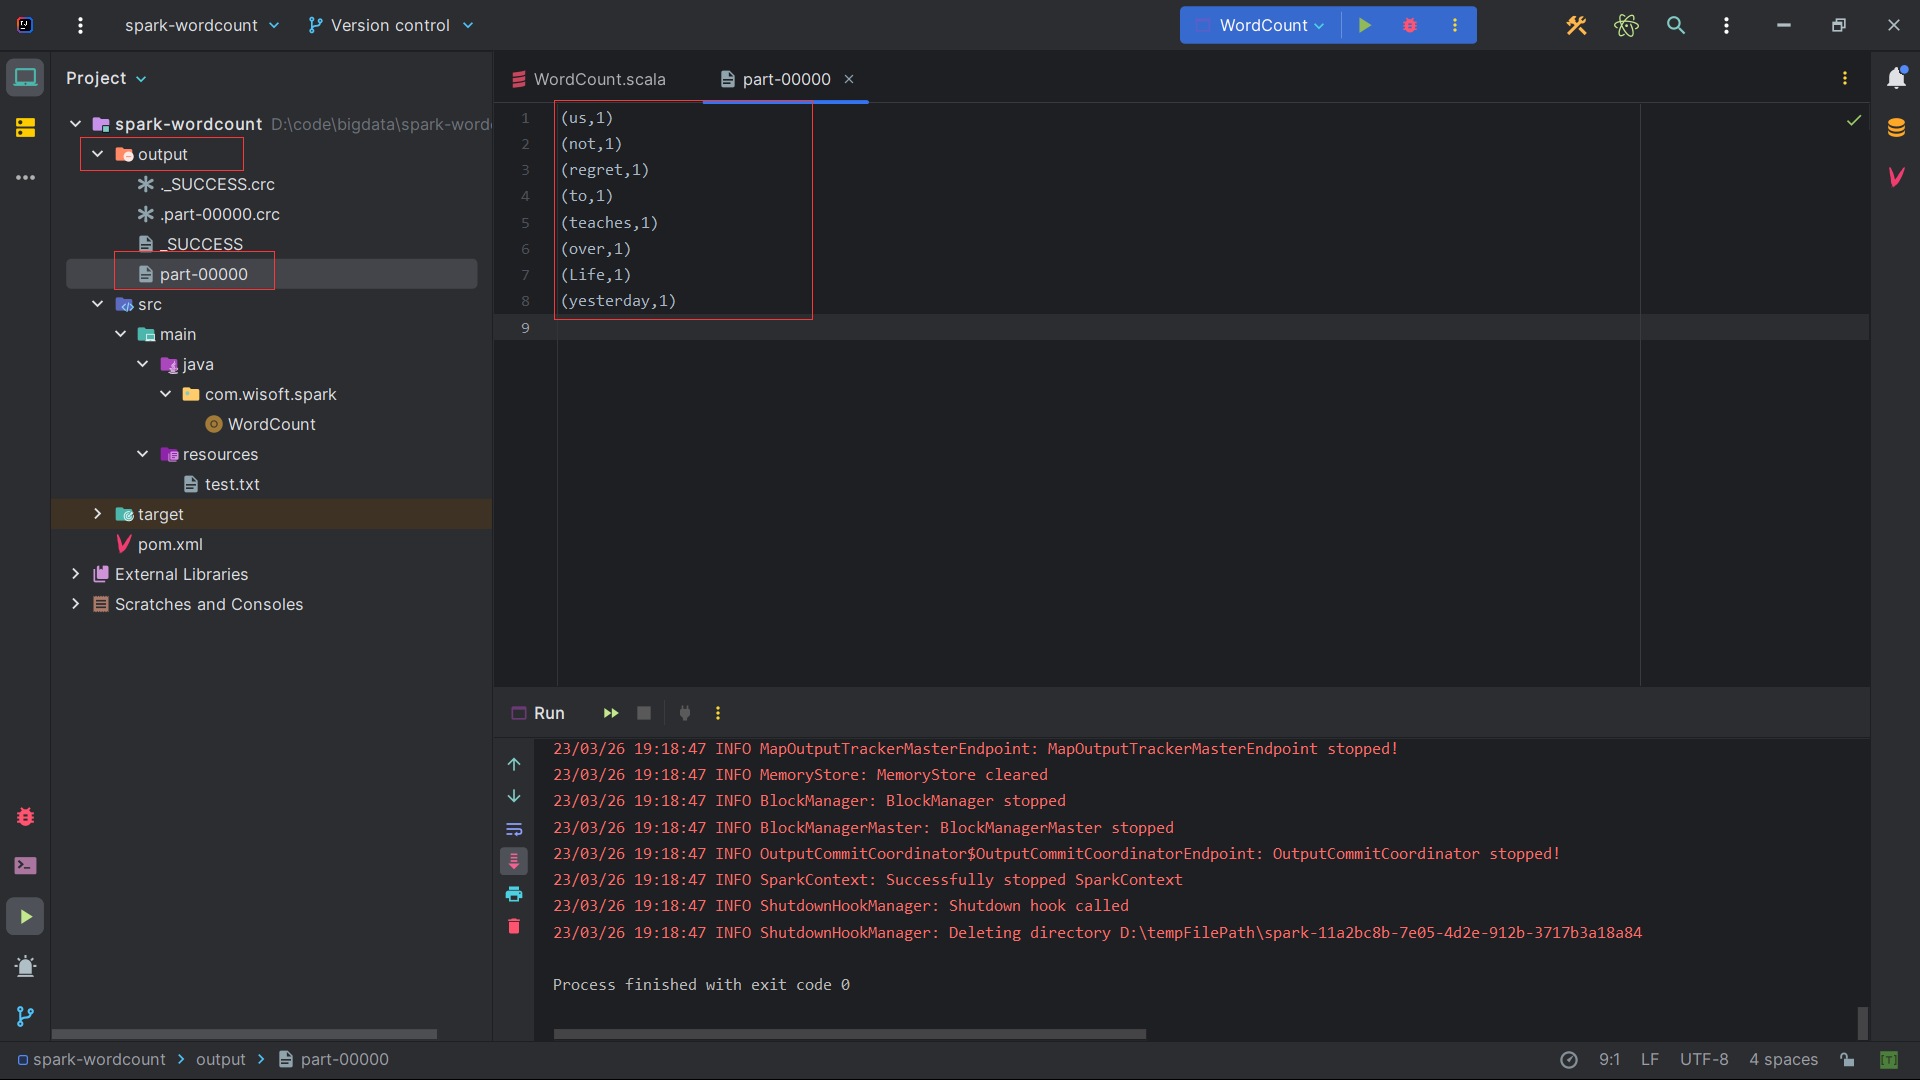 spark-wordcount
Version control
WordCount
Project
WordCount.scala
part-00000
spark-wordcount D:\code\bigdata\spark-word
output
._SUCCESS.crc
.part-00000.crc
_SUCCESS
part-00000
src
main
java
com.wisoft.spark
WordCount
resources
test.txt
target
pom.xml
External Libraries
Scratches and Consoles
1 (us,1)
2 (not,1)
3 (regret,1)
4 (to,1)
5 (teaches,1)
6 (over,1)
7 (Life,1)
8 (yesterday,1)
9
Run
23/03/26 19:18:47 INFO MapOutputTrackerMasterEndpoint: MapOutputTrackerMasterEndpoint stopped!
23/03/26 19:18:47 INFO MemoryStore: MemoryStore cleared
23/03/26 19:18:47 INFO BlockManager: BlockManager stopped
23/03/26 19:18:47 INFO BlockManagerMaster: BlockManagerMaster stopped
23/03/26 19:18:47 INFO OutputCommitCoordinator$OutputCommitCoordinatorEndpoint: OutputCommitCoordinator stopped!
23/03/26 19:18:47 INFO SparkContext: Successfully stopped SparkContext
23/03/26 19:18:47 INFO ShutdownHookManager: Shutdown hook called
23/03/26 19:18:47 INFO ShutdownHookManager: Deleting directory D:\tempFilePath\spark-11a2bc8b-7e05-4d2e-912b-3717b3a18a84
Process finished with exit code 0
spark-wordcount > output > part-00000
9:1 LF UTF-8 4 spaces [T]